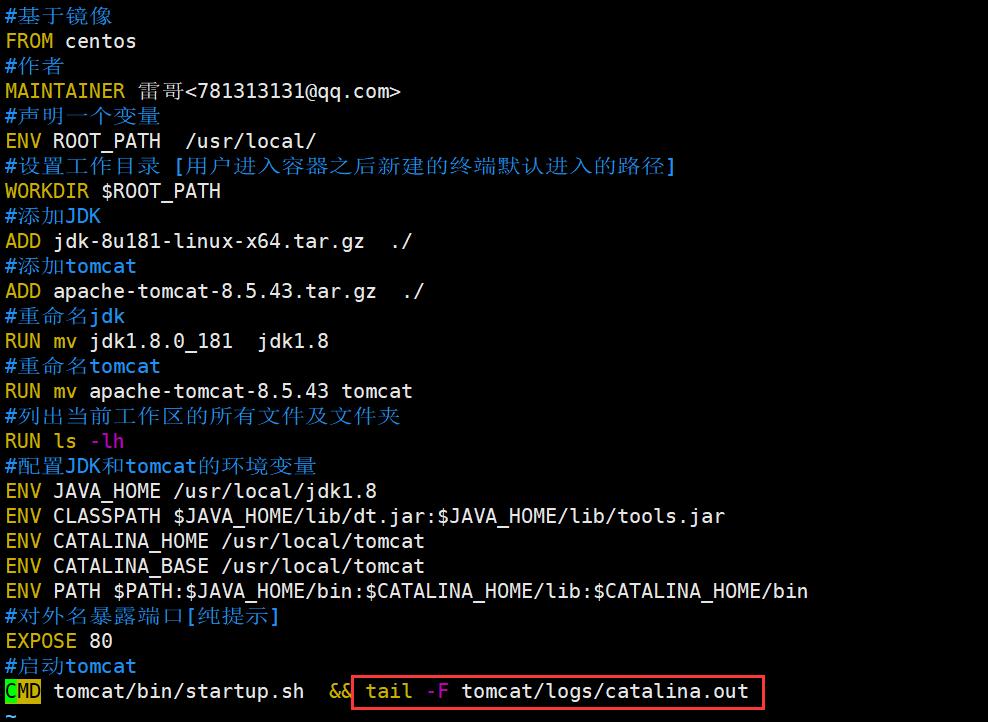 #基于镜像
FROM centos
#作者
MAINTAINER 雷哥<781313131@qq.com>
#声明一个变量
ENV ROOT_PATH  /usr/local/
#设置工作目录 [用户进入容器之后新建的终端默认进入的路径]
WORKDIR $ROOT_PATH
#添加JDK
ADD jdk-8u181-linux-x64.tar.gz  ./
#添加tomcat
ADD apache-tomcat-8.5.43.tar.gz  ./
#重命名jdk
RUN mv jdk1.8.0_181  jdk1.8
#重命名tomcat
RUN mv apache-tomcat-8.5.43 tomcat
#列出当前工作区的所有文件及文件夹
RUN ls -lh
#配置JDK和tomcat的环境变量
ENV JAVA_HOME /usr/local/jdk1.8
ENV CLASSPATH $JAVA_HOME/lib/dt.jar:$JAVA_HOME/lib/tools.jar
ENV CATALINA_HOME /usr/local/tomcat
ENV CATALINA_BASE /usr/local/tomcat
ENV PATH $PATH:$JAVA_HOME/bin:$CATALINA_HOME/lib:$CATALINA_HOME/bin
#对外名暴露端口[纯提示]
EXPOSE 80
#启动tomcat
CMD tomcat/bin/startup.sh  && tail -F tomcat/logs/catalina.out
~